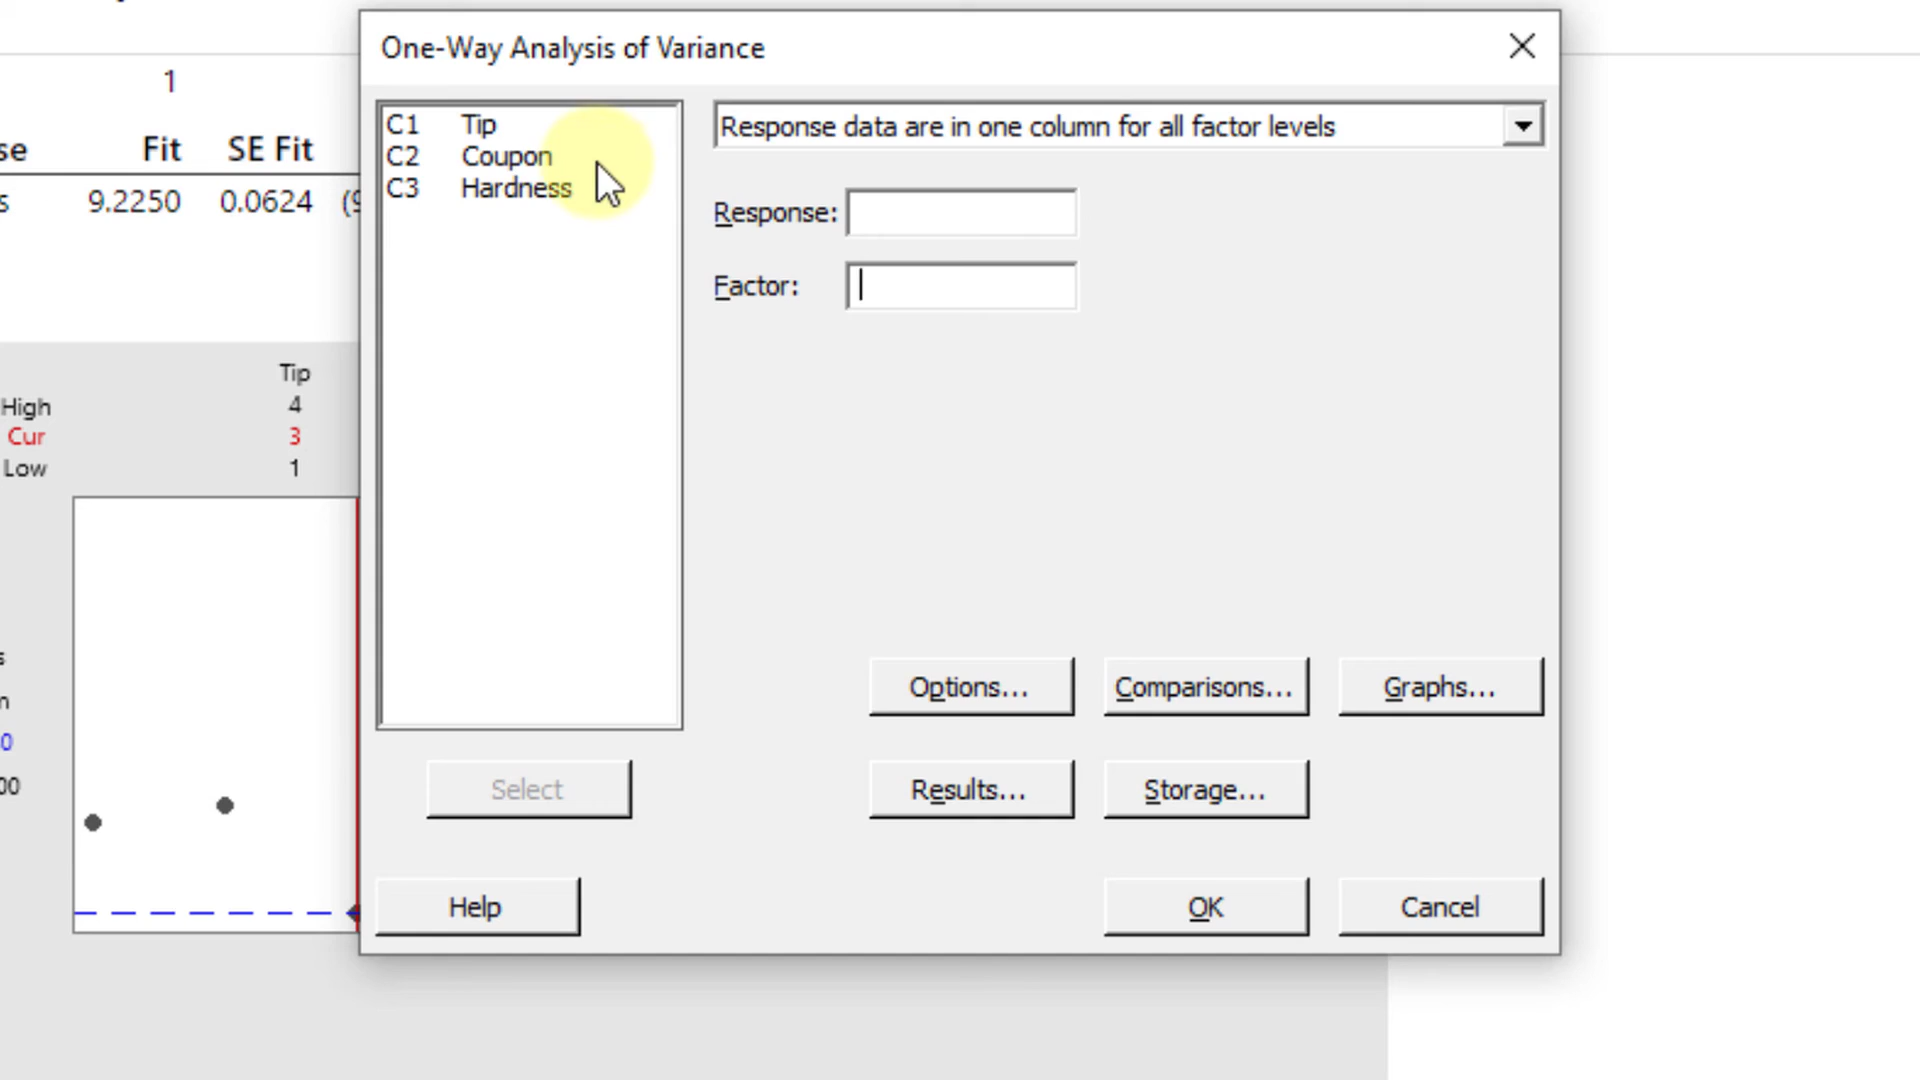 One-Way Analysis of Variance
1
C1 Tip
C2 Coupon
C3 Hardness
Response data are in one column for all factor levels
se Fit SE Fit
s 9.2250 0.0624 (9
Response:
Factor:
Tip
High 4
Cur 3
Low 1
s
n
0
00
Options...
Comparisons...
Graphs...
Select
Results...
Storage...
Help
OK
Cancel